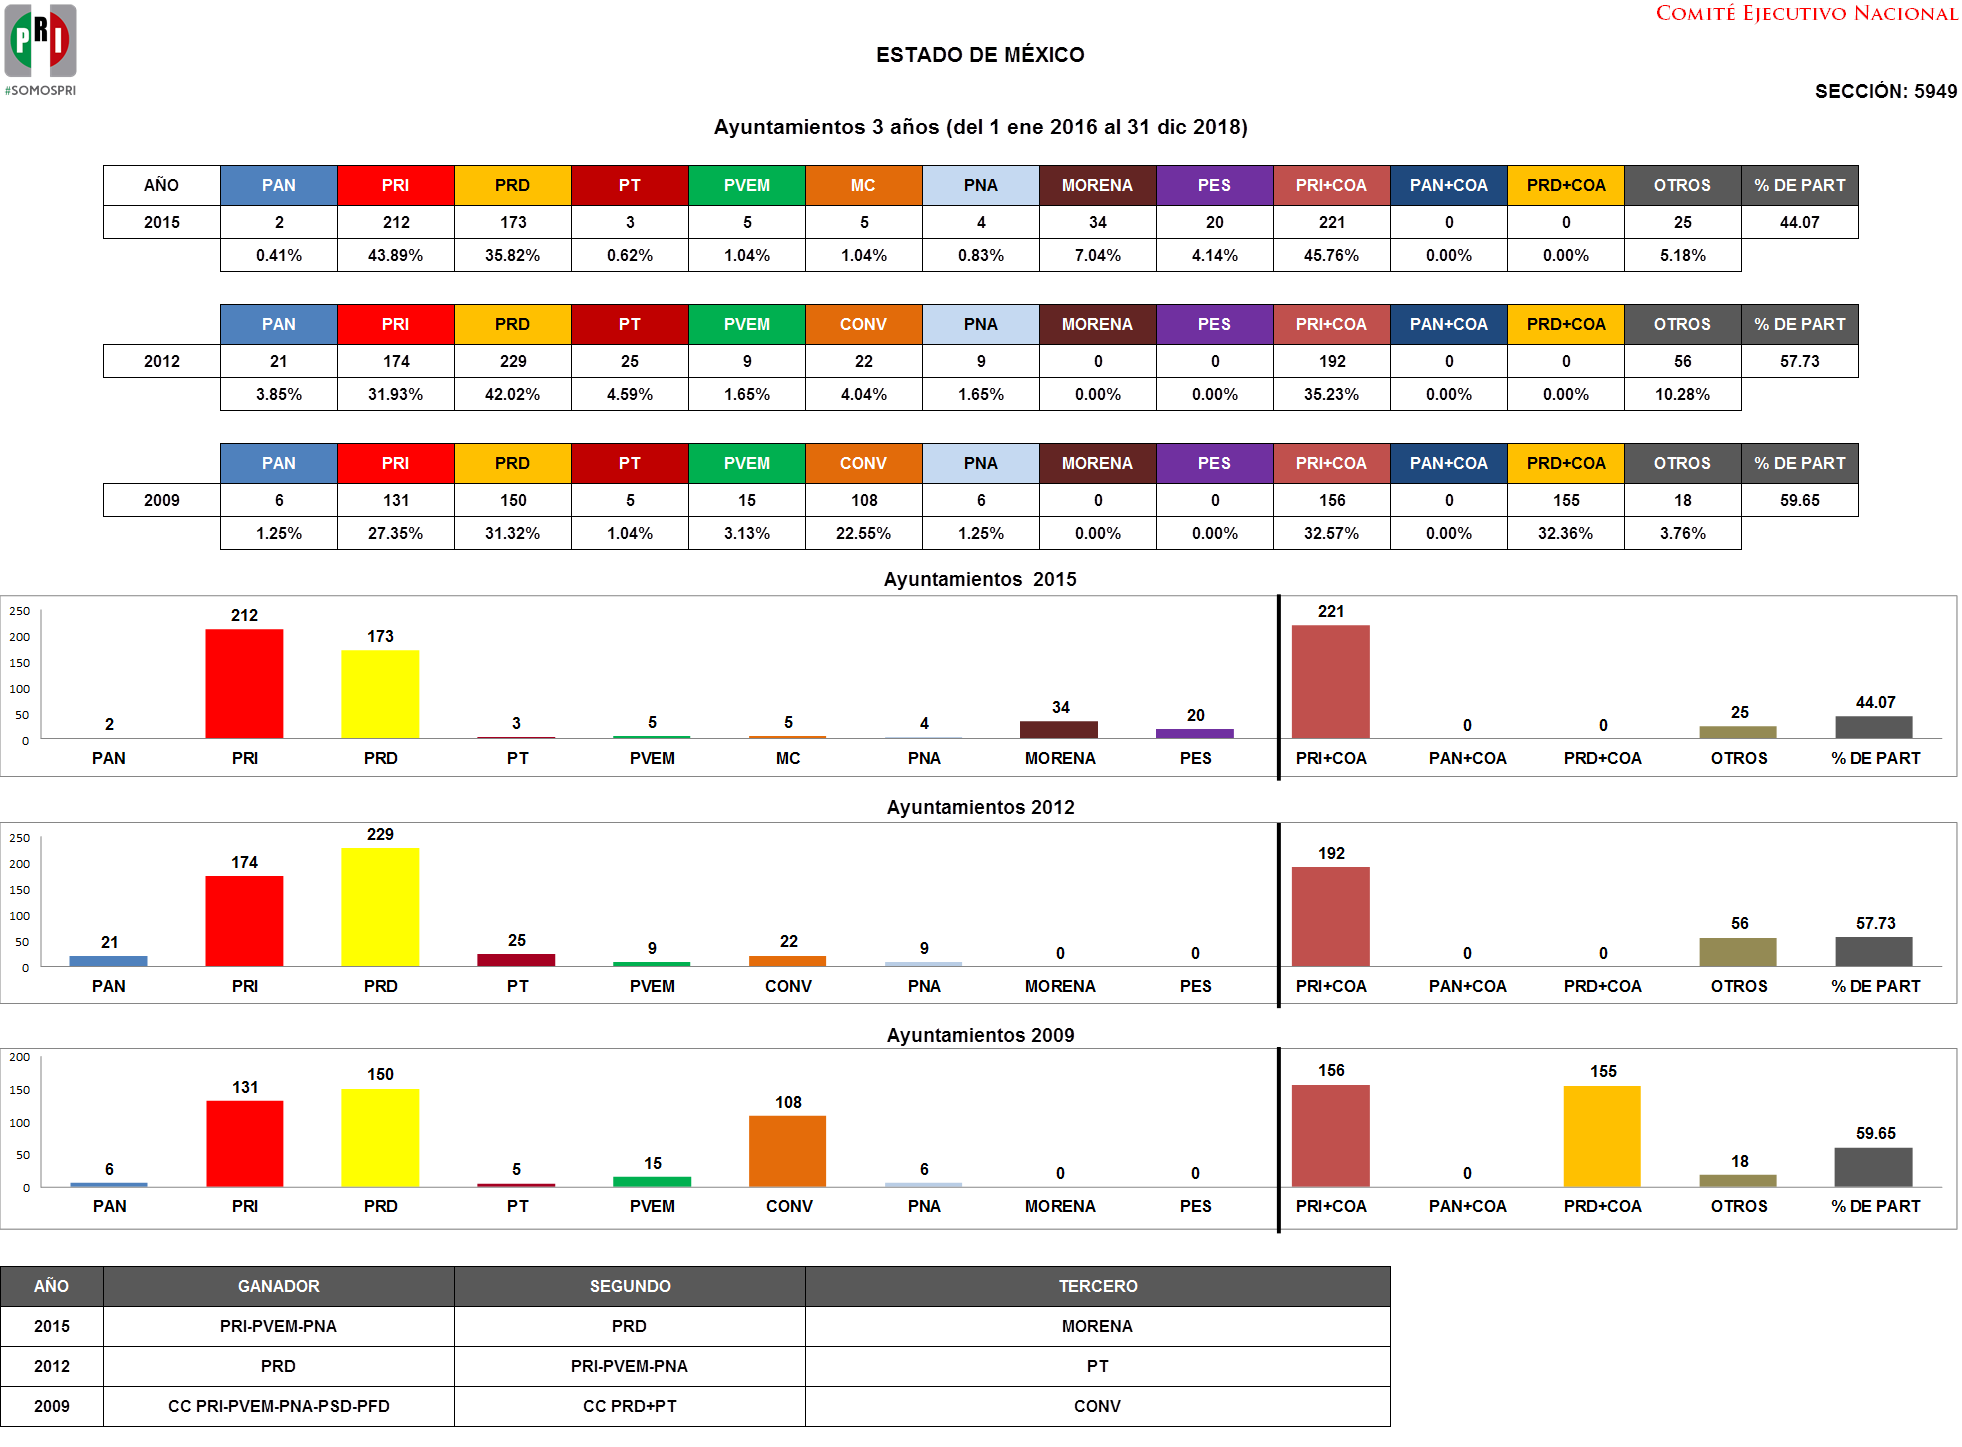 PRI
#SOMOSPRI
COMITÉ EJECUTIVO NACIONAL
ESTADO DE MÉXICO
SECCIÓN: 5949
Ayuntamientos 3 años (del 1 ene 2016 al 31 dic 2018)
AÑO PAN PRI PRD PT PVEM MC PNA MORENA PES PRI+COA PAN+COA PRD+COA OTROS % DE PART
2015 2 212 173 3 5 5 4 34 20 221 0 0 25 44.07
0.41% 43.89% 35.82% 0.62% 1.04% 1.04% 0.83% 7.04% 4.14% 45.76% 0.00% 0.00% 5.18%
PAN PRI PRD PT PVEM CONV PNA MORENA PES PRI+COA PAN+COA PRD+COA OTROS % DE PART
2012 21 174 229 25 9 22 9 0 0 192 0 0 56 57.73
3.85% 31.93% 42.02% 4.59% 1.65% 4.04% 1.65% 0.00% 0.00% 35.23% 0.00% 0.00% 10.28%
PAN PRI PRD PT PVEM CONV PNA MORENA PES PRI+COA PAN+COA PRD+COA OTROS % DE PART
2009 6 131 150 5 15 108 6 0 0 156 0 155 18 59.65
1.25% 27.35% 31.32% 1.04% 3.13% 22.55% 1.25% 0.00% 0.00% 32.57% 0.00% 32.36% 3.76%
Ayuntamientos 2015
250
200
150
100
50
0
2 212 173 3 5 5 4 34 20 221 0 0 25 44.07
PAN PRI PRD PT PVEM MC PNA MORENA PES PRI+COA PAN+COA PRD+COA OTROS % DE PART
Ayuntamientos 2012
250
200
150
100
50
0
21 174 229 25 9 22 9 0 0 192 0 0 56 57.73
PAN PRI PRD PT PVEM CONV PNA MORENA PES PRI+COA PAN+COA PRD+COA OTROS % DE PART
Ayuntamientos 2009
200
150
100
50
0
6 131 150 5 15 108 6 0 0 156 0 155 18 59.65
PAN PRI PRD PT PVEM CONV PNA MORENA PES PRI+COA PAN+COA PRD+COA OTROS % DE PART
AÑO GANADOR SEGUNDO TERCERO
2015 PRI-PVEM-PNA PRD MORENA
2012 PRD PRI-PVEM-PNA PT
2009 CC PRI-PVEM-PNA-PSD-PFD CC PRD+PT CONV